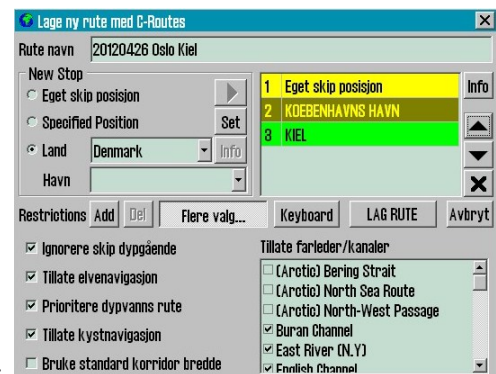 Lage ny rute med C-Routes
Rute navn 20120426 Oslo Kiel
New Stop
Eget skip posisjon
Specified Position Set
Land Denmark Info
Havn
1 Eget skip posisjon
2 KOEBENHAVNS HAVN
3 KIEL
Info
Restrictions Add Del Flere valg... Keyboard LAG RUTE Avbryt
Ignorere skip dypgående
Tillate elvenavigasjon
Prioritere dypvanns rute
Tillate kystnavigasjon
Bruke standard korridor bredde
Tillate farleder/kanaler
(Arotio) Bering Strait
(Arotio) North Sea Route
(Arotio) North-West Passage
Buran Channel
East River (N.Y)
English Channel